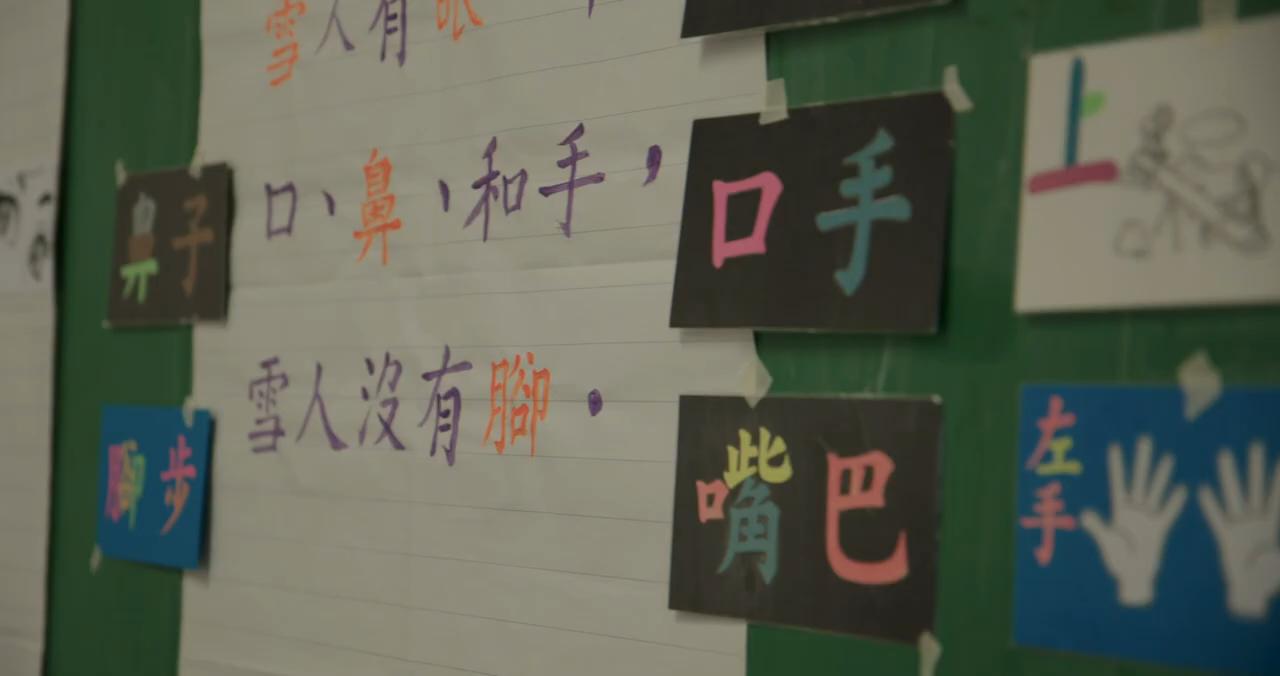 雪人有眼
口、鼻、和手，
雪人沒有腳．
鼻子
腳步
口手
嘴巴
上
左手